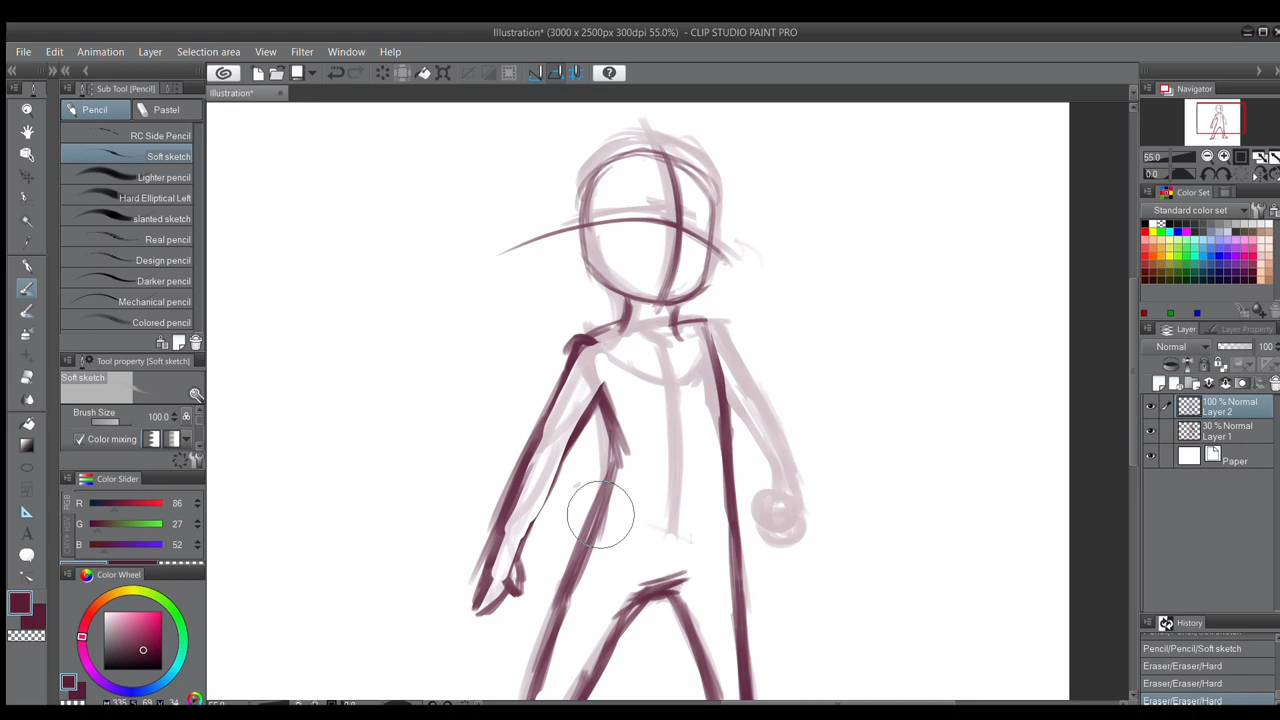 Illustration* (3000 x 2500px 300dpi 55.0%) - CLIP STUDIO PAINT PRO
File Edit Animation Layer Selection area View Filter Window Help
Sub Tool [Pencil]
Illustration*
Navigator
Pencil Pastel
RC Side Pencil
Soft sketch
Lighter pencil
Hard Elliptical Left
slanted sketch
Real pencil
Design pencil
Darker pencil
Mechanical pencil
Colored pencil
Tool property [Soft sketch]
Soft sketch
Brush Size 100.0
Color mixing
Color Slider
R 86
G 27
B 52
Color Wheel
335 S 69 V 34
55.0
0.0
Color Set
Standard color set
Layer Layer Property
Normal 100
100 % Normal
Layer 2
30 % Normal
Layer 1
Paper
History
Pencil/Pencil/Soft sketch
Eraser/Eraser/Hard
Eraser/Eraser/Hard
Eraser/Eraser/Hard